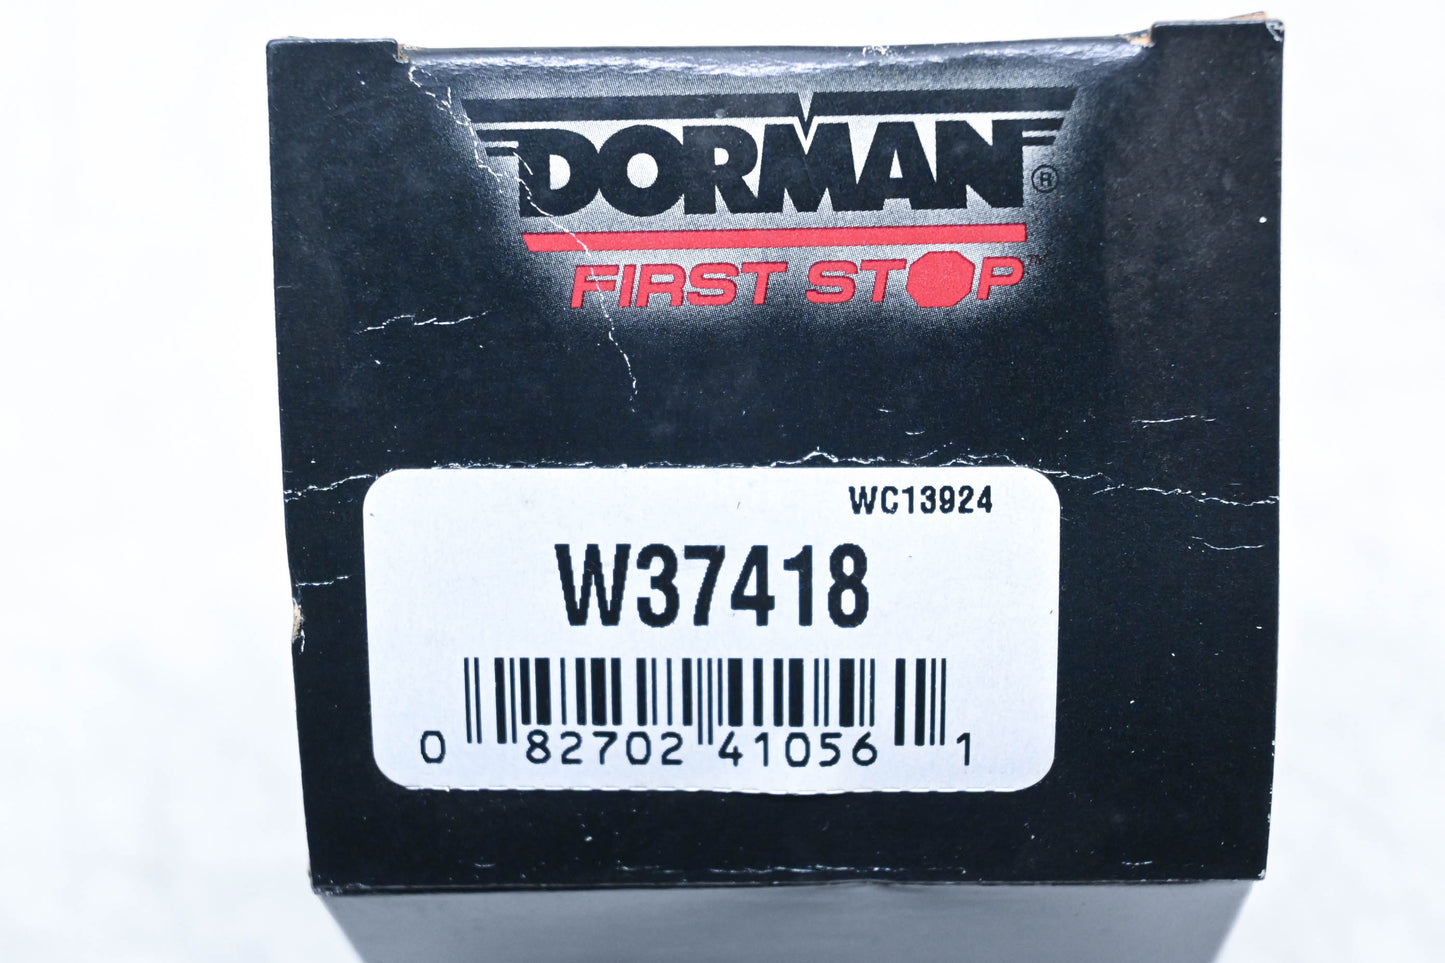 DORMAN®
FIRST STOP™
WC13924
W37418
0 82702 41056 1